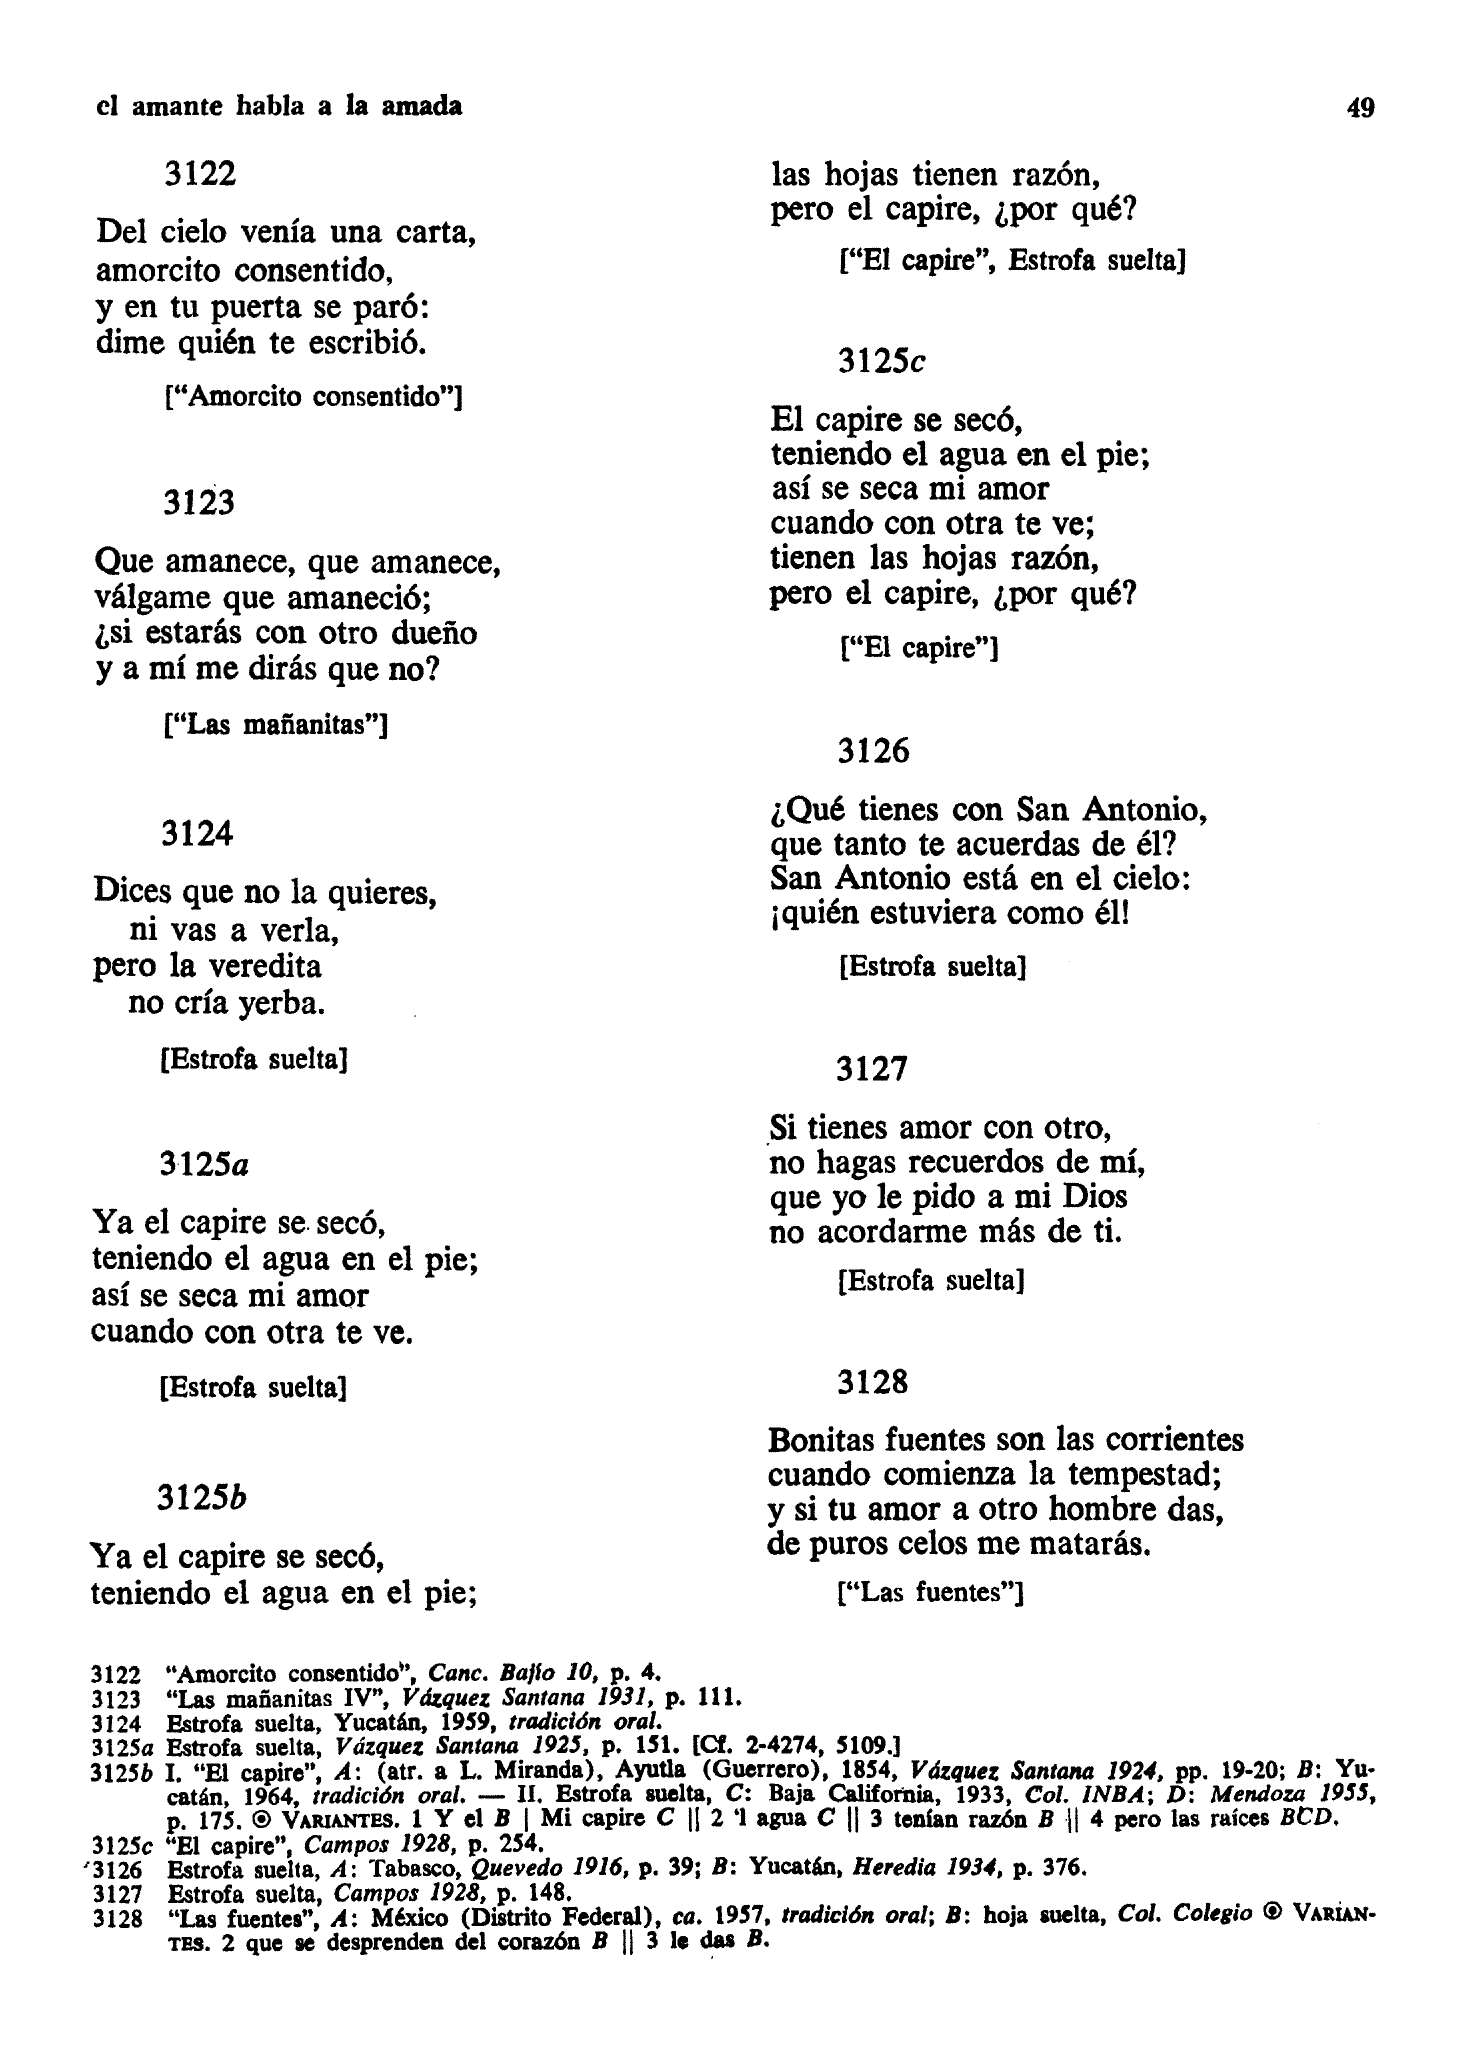 el amante habla a la amada 49
3122
Del cielo venía una carta,
amorcito consentido,
y en tu puerta se paró:
dime quién te escribió.
[“Amorcito consentido”]
3123
Que amanece, que amanece,
válgame que amaneció;
¿si estarás con otro dueño
y a mí me dirás que no?
[“Las mañanitas”]
3124
Dices que no la quieres,
ni vas a verla,
pero la veredita
no cría yerba.
[Estrofa suelta]
3125a
Ya el capire se secó,
teniendo el agua en el pie;
así se seca mi amor
cuando con otra te ve.
[Estrofa suelta]
3125b
Ya el capire se secó,
teniendo el agua en el pie;
las hojas tienen razón,
pero el capire, ¿por qué?
[“El capire”, Estrofa suelta]
3125c
El capire se secó,
teniendo el agua en el pie;
así se seca mi amor
cuando con otra te ve;
tienen las hojas razón,
pero el capire, ¿por qué?
[“El capire”]
3126
¿Qué tienes con San Antonio,
que tanto te acuerdas de él?
San Antonio está en el cielo:
¡quién estuviera como él!
[Estrofa suelta]
3127
Si tienes amor con otro,
no hagas recuerdos de mí,
que yo le pido a mi Dios
no acordarme más de ti.
[Estrofa suelta]
3128
Bonitas fuentes son las corrientes
cuando comienza la tempestad;
y si tu amor a otro hombre das,
de puros celos me matarás.
[“Las fuentes”]
3122 “Amorcito consentido”, Canc. Bajío 10, p. 4.
3123 “Las mañanitas IV”, Vázquez Santana 1931, p. 111.
3124 Estrofa suelta, Yucatán, 1959, tradición oral.
3125a Estrofa suelta, Vázquez Santana 1925, p. 151. [Cf. 2-4274, 5109.]
3125b I. “El capire”, A: (atr. a L. Miranda), Ayutla (Guerrero), 1854, Vázquez Santana 1924, pp. 19-20; B: Yu-
catán, 1964, tradición oral. — II. Estrofa suelta, C: Baja California, 1933, Col. INBA; D: Mendoza 1955,
p. 175. ® VARIANTES. 1 Y el B | Mi capire C || 2 ‘l agua C || 3 tenían razón B || 4 pero las raíces BCD.
3125c “El capire”, Campos 1928, p. 254.
3126 Estrofa suelta, A: Tabasco, Quevedo 1916, p. 39; B: Yucatán, Heredia 1934, p. 376.
3127 Estrofa suelta, Campos 1928, p. 148.
3128 “Las fuentes”, A: México (Distrito Federal), ca. 1957, tradición oral; B: hoja suelta, Col. Colegio ® VARIAN-
TES. 2 que se desprenden del corazón B || 3 le das B.